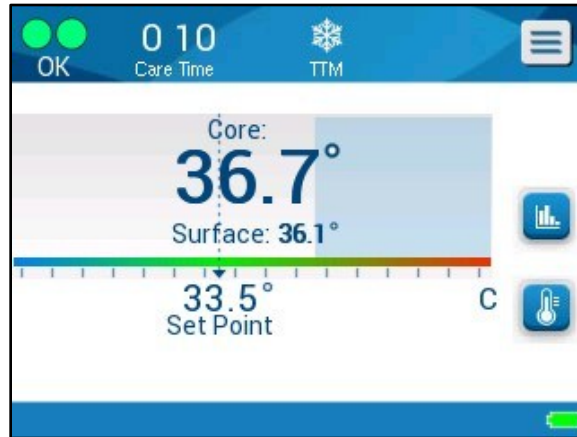 0 10
OK
Care Time
TTM
Core:
36.7°
Surface: 36.1°
33.5°
C
Set Point